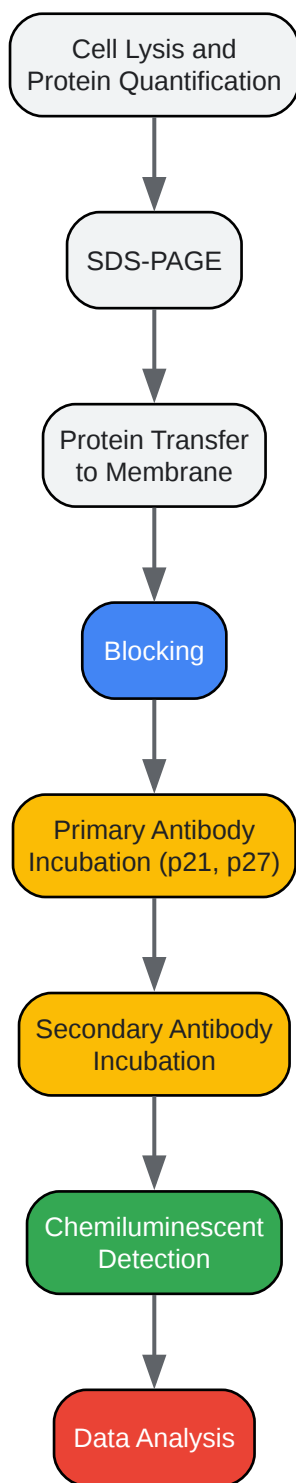 Cell Lysis and
Protein Quantification
SDS-PAGE
Protein Transfer
to Membrane
Blocking
Primary Antibody
Incubation (p21, p27)
Secondary Antibody
Incubation
Chemiluminescent
Detection
Data Analysis